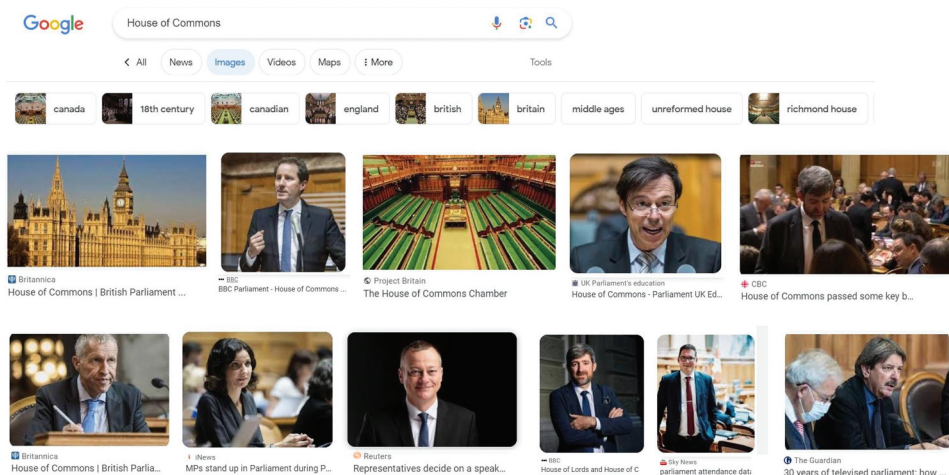 Google
House of Commons
All News Images Videos Maps More Tools
canada 18th century canadian england british britain middle ages unreformed house richmond house
Britannica
House of Commons | British Parliament ...
BBC
BBC Parliament - House of Commons ...
Project Britain
The House of Commons Chamber
UK Parliament's education
House of Commons - Parliament UK Ed...
CBC
House of Commons passed some key b...
Britannica
House of Commons | British Parlia...
iNews
MPs stand up in Parliament during P...
Reuters
Representatives decide on a speak...
BBC
House of Lords and House of C
Sky News
parliament attendance data
The Guardian
30 years of televised parliament: how